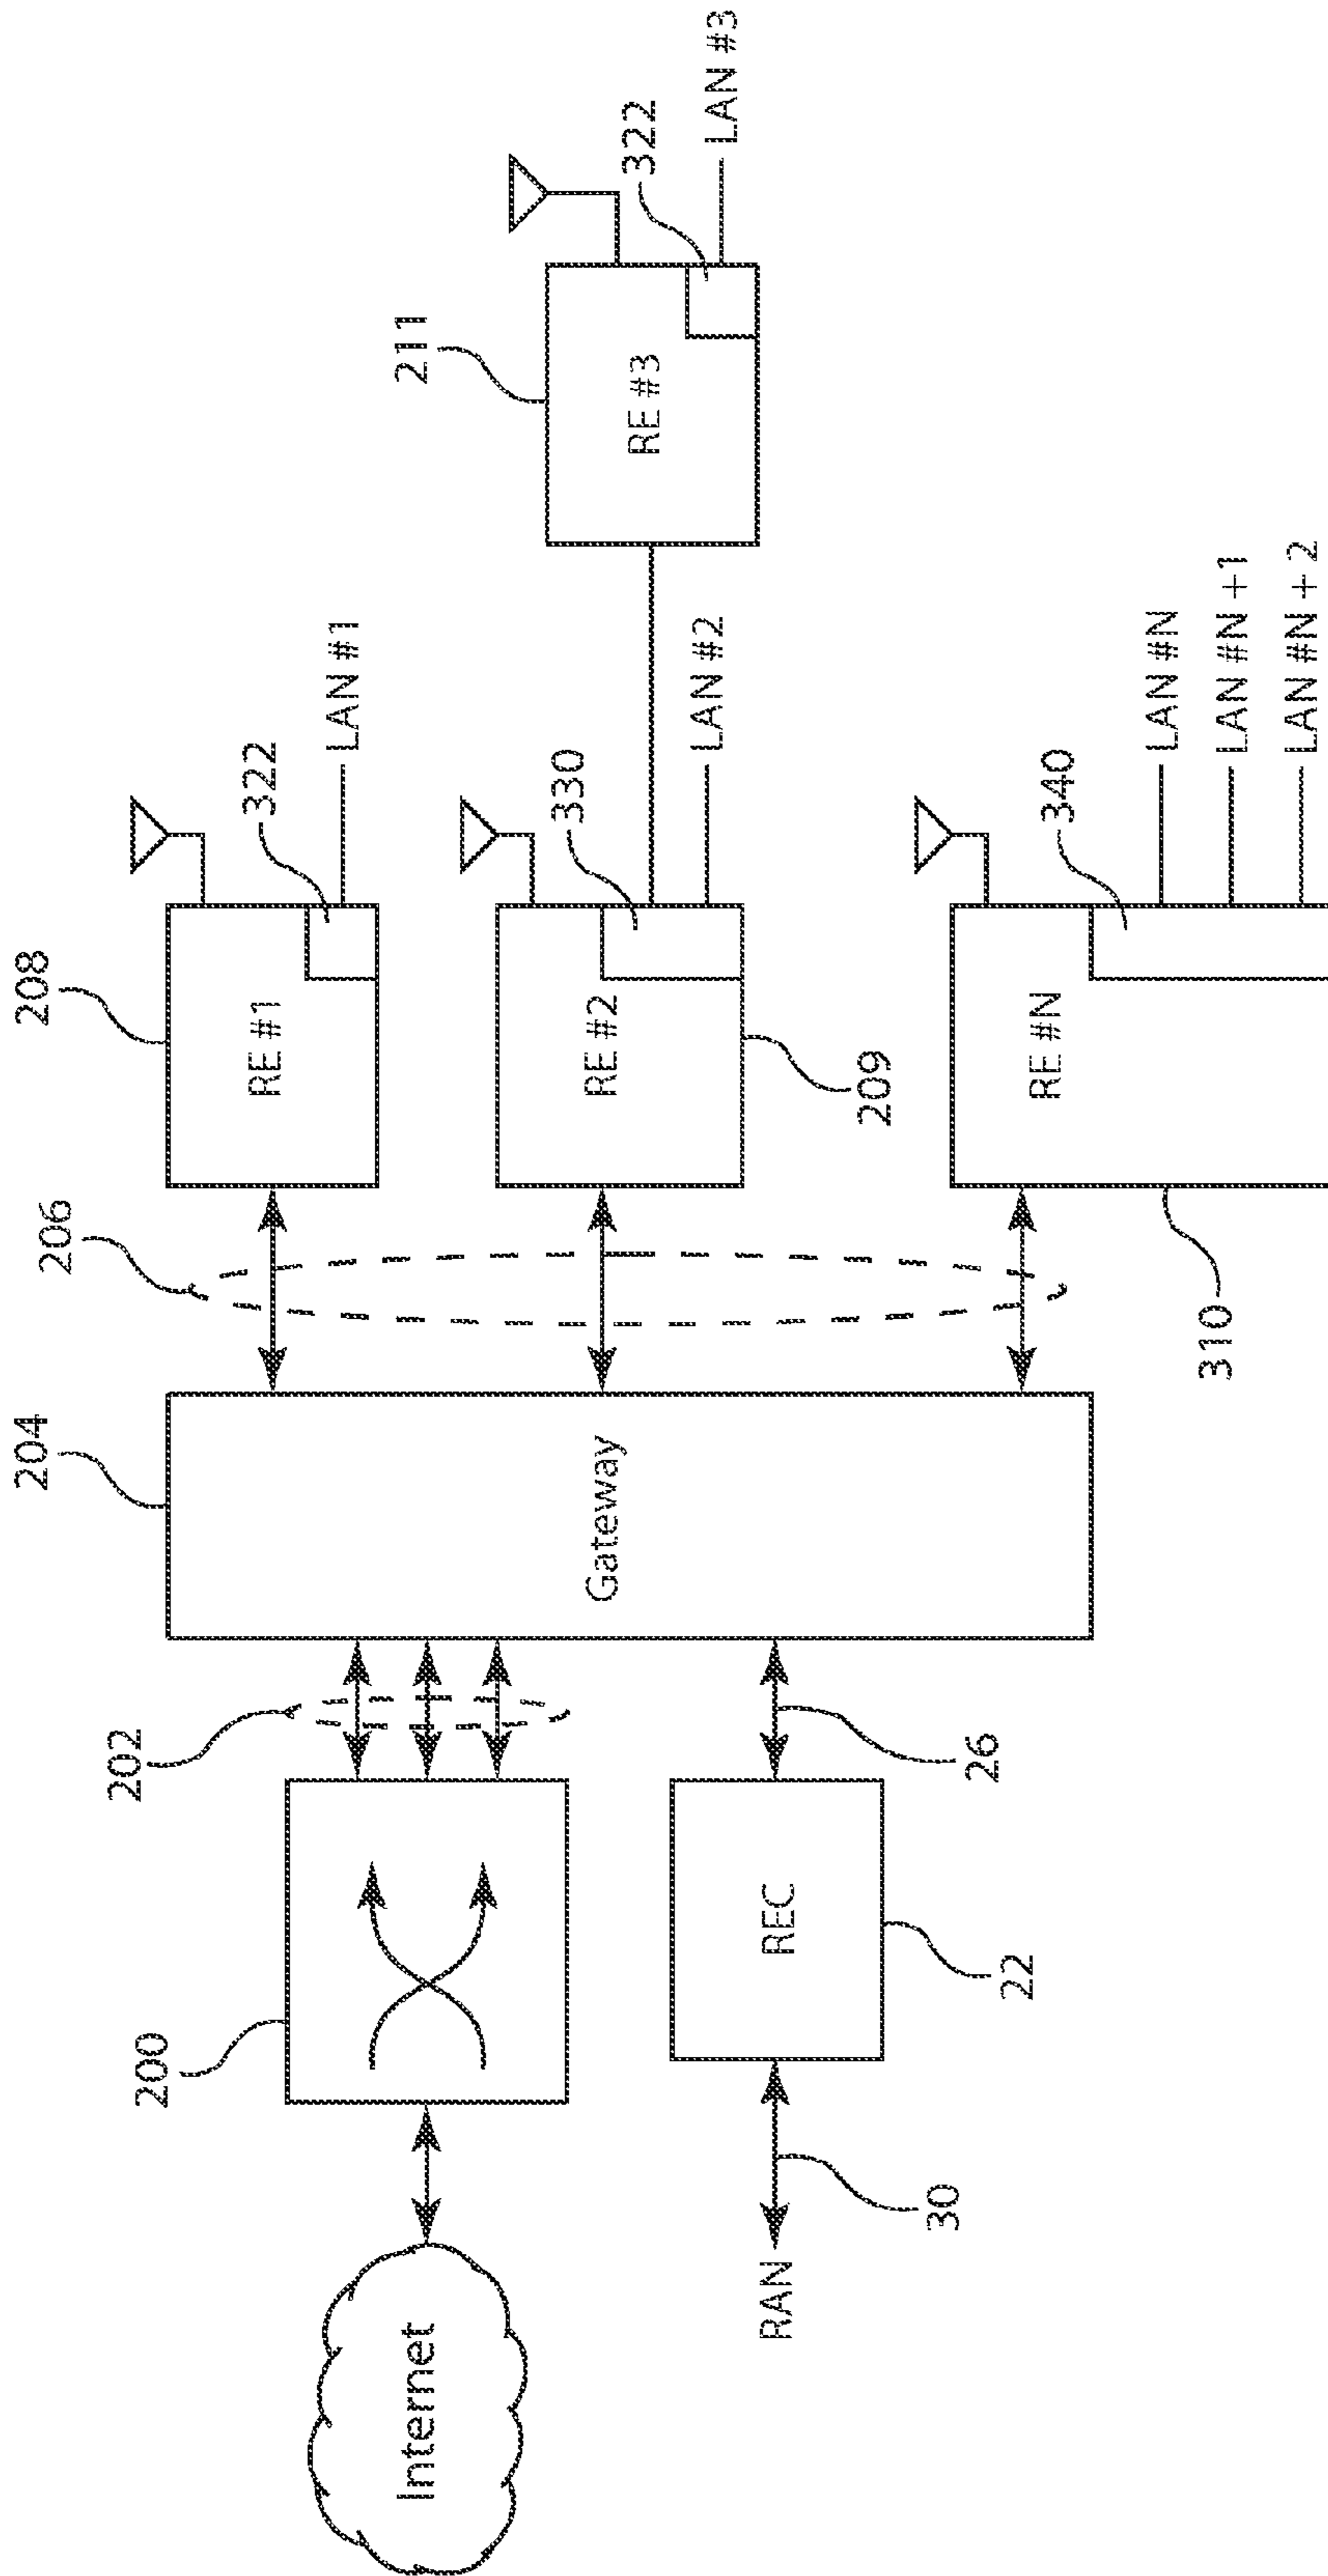 Internet
200
202
204
Gateway
206
208
RE #1
322
LAN #1
RE #2
330
LAN #2
209
211
RE #3
322
LAN #3
RAN
30
REC
22
26
RE #N
340
310
LAN #N
LAN #N +1
LAN #N + 2